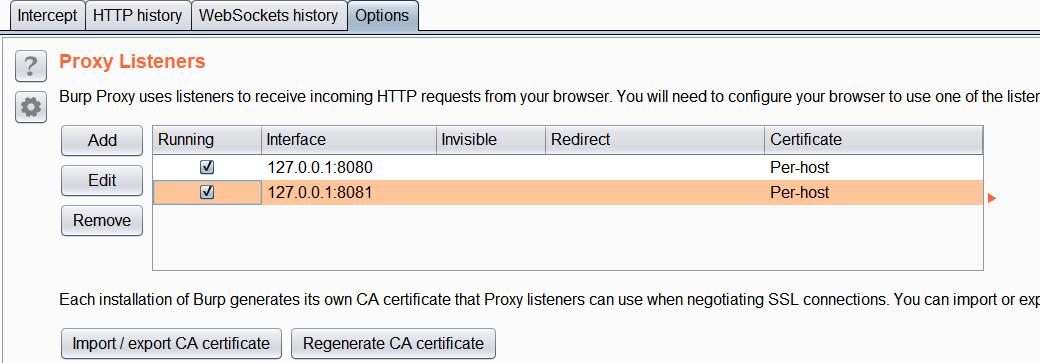 Intercept HTTP history WebSockets history Options
? Proxy Listeners
Burp Proxy uses listeners to receive incoming HTTP requests from your browser. You will need to configure your browser to use one of the
Add Running Interface Invisible Redirect Certificate
127.0.0.1:8080 Per-host
Edit 127.0.0.1:8081 Per-host
Remove
Each installation of Burp generates its own CA certificate that Proxy listeners can use when negotiating SSL connections. You can import or
Import / export CA certificate Regenerate CA certificate